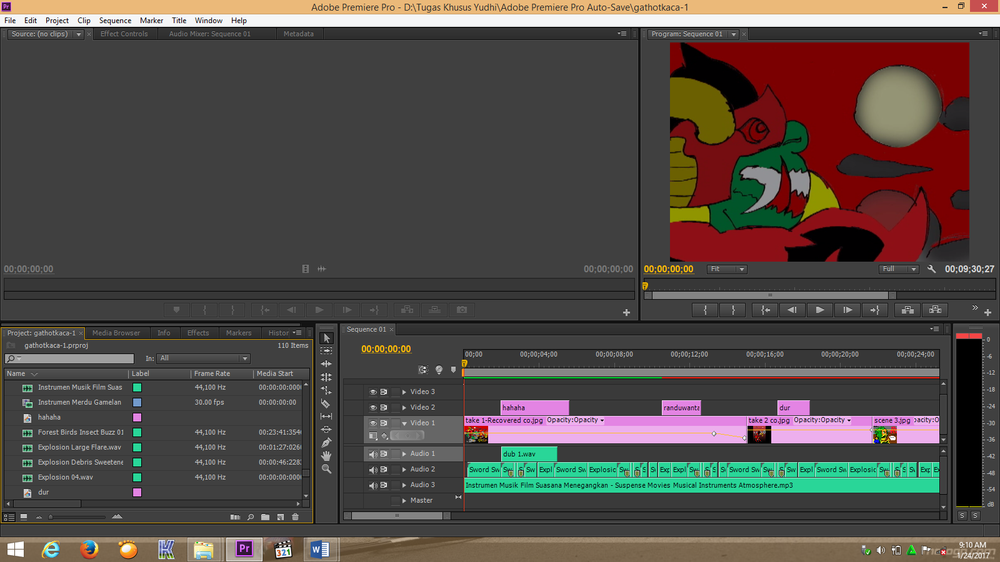 Adobe Premiere Pro - D:\Tugas Khusus Yudhi\Adobe Premiere Pro Auto-Save\gathotkaca-1
File Edit Project Clip Sequence Marker Title Window Help
Source: (no clips) Effect Controls Audio Mixer: Sequence 01 Metadata
Program: Sequence 01
00;00;00;00
00;00;00;00
00;00;00;00 Fit Full 00;09;30;27
Project: gathotkaca-1 Media Browser Info Effects Markers Histor
gathotkaca-1.prproj 110 Items
In: All
Name Label Frame Rate Media Start
Instrumen Musik Film Suas 44,100 Hz 00:00:00:0000
Instrumen Merdu Gamelan 30.00 fps 00:00:00:00
hahaha
Forest Birds Insect Buzz 01 44,100 Hz 00:23:41:354
Explosion Large Flare.wav 44,100 Hz 00:01:27:026
Explosion Debris Sweetene 44,100 Hz 00:00:46:228
Explosion 04.wav 44,100 Hz 00:00:00:000
dur
Sequence 01
00;00;00;00
00;00 00;00;04;00 00;00;08;00 00;00;12;00 00;00;16;00 00;00;20;00 00;00;24;00
Video 3
Video 2 hahaha randuwanta dur
Video 1 take 1-Recovered co.jpg Opacity:Opacity take 2 co.jpg Opacity:Opacity scene 3.jpg pacity:O
Audio 1 dub 1.wav
Audio 2 Sword Sw Sw S Sw Expl Sword Sw Explosic Sw S S S Exp Expl Sw S S Sword Sw Sw S Sw Expl Sword Sw Explosic Sw S S Expl E
Audio 3 Instrumen Musik Film Suasana Menegangkan - Suspense Movies Musical Instruments Atmosphere.mp3
Master
0
-6
-12
-18
-24
-30
-36
-42
-48
-54
dB
S S
321
9:10 AM
1/24/2017